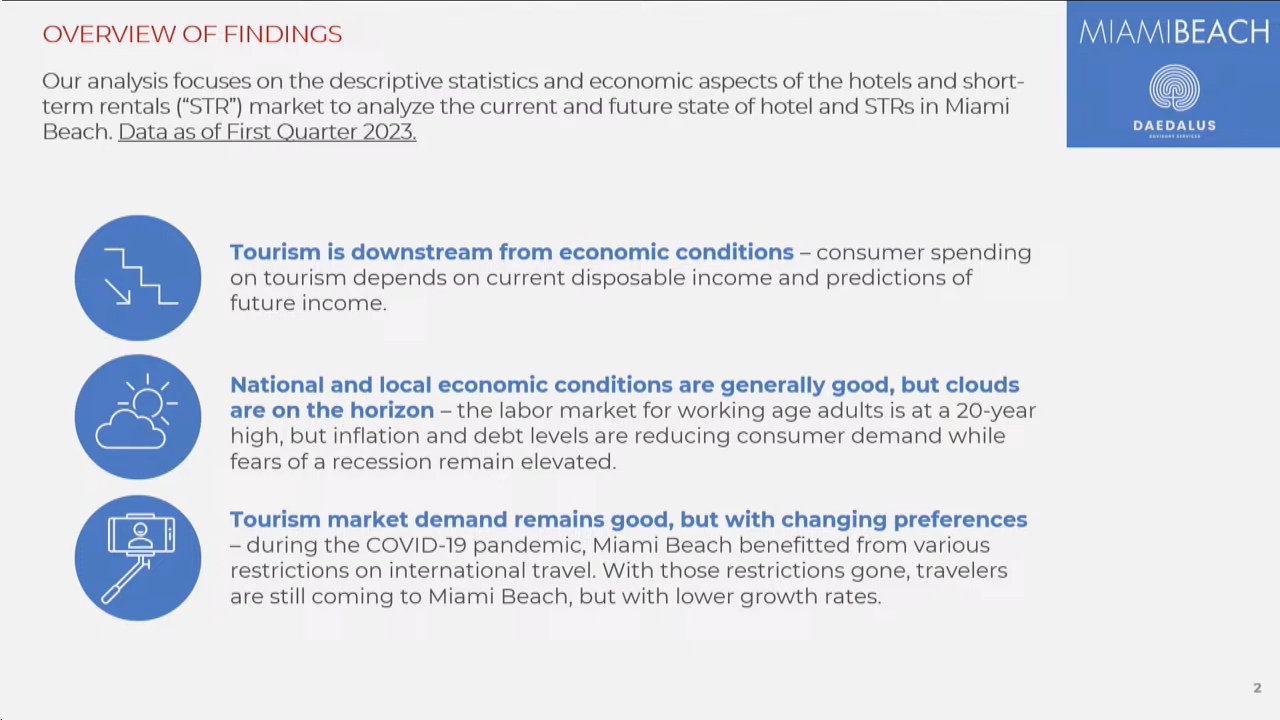 OVERVIEW OF FINDINGS
MIAMIBEACH
DAEDALUS
ADVISORY SERVICES
Our analysis focuses on the descriptive statistics and economic aspects of the hotels and short-
term rentals (“STR”) market to analyze the current and future state of hotel and STRs in Miami
Beach. Data as of First Quarter 2023.
Tourism is downstream from economic conditions – consumer spending
on tourism depends on current disposable income and predictions of
future income.
National and local economic conditions are generally good, but clouds
are on the horizon – the labor market for working age adults is at a 20-year
high, but inflation and debt levels are reducing consumer demand while
fears of a recession remain elevated.
Tourism market demand remains good, but with changing preferences
– during the COVID-19 pandemic, Miami Beach benefitted from various
restrictions on international travel. With those restrictions gone, travelers
are still coming to Miami Beach, but with lower growth rates.
2